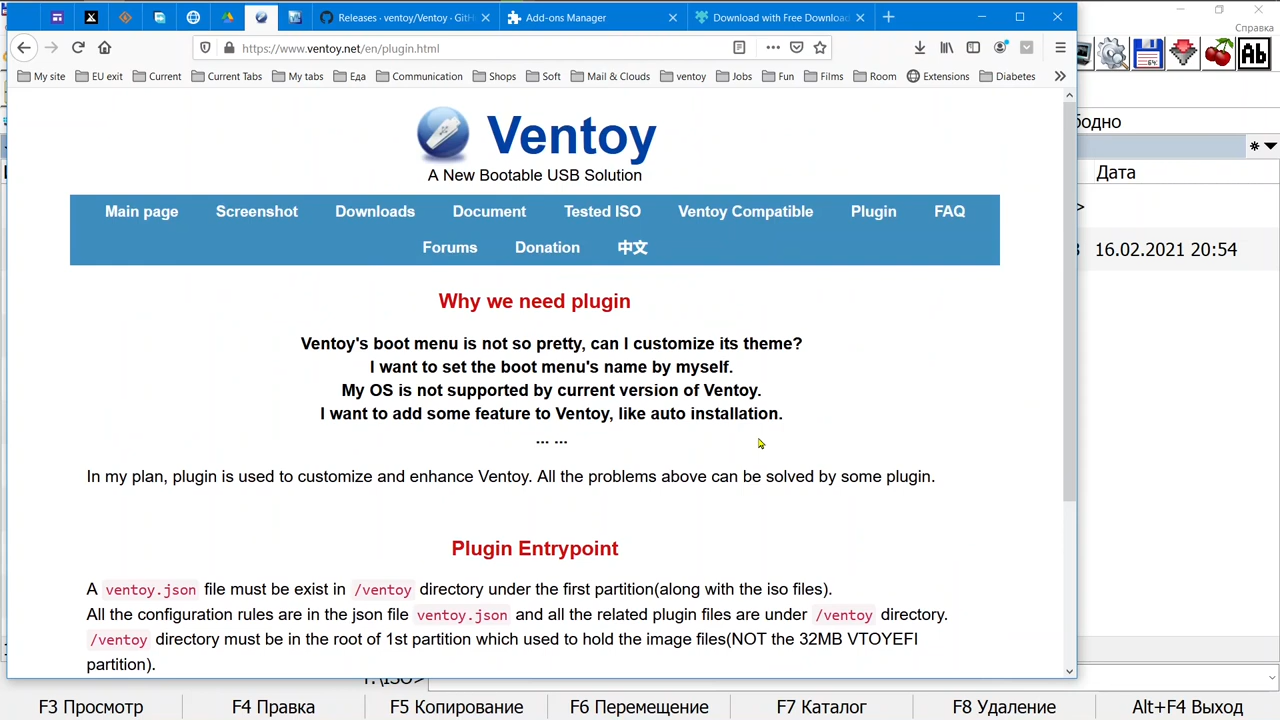 Releases · ventoy/Ventoy · GitH
Add-ons Manager
Download with Free Download
Справка
https://www.ventoy.net/en/plugin.html
64
Ab
My site
EU exit
Current
Current Tabs
My tabs
Еда
Communication
Shops
Soft
Mail & Clouds
ventoy
Jobs
Fun
Films
Room
Extensions
Diabetes
бодно
Дата
16.02.2021 20:54
Ventoy
A New Bootable USB Solution
Main page
Screenshot
Downloads
Document
Tested ISO
Ventoy Compatible
Plugin
FAQ
Forums
Donation
中文
Why we need plugin
Ventoy's boot menu is not so pretty, can I customize its theme?
I want to set the boot menu's name by myself.
My OS is not supported by current version of Ventoy.
I want to add some feature to Ventoy, like auto installation.
... ...
In my plan, plugin is used to customize and enhance Ventoy. All the problems above can be solved by some plugin.
Plugin Entrypoint
A ventoy.json file must be exist in /ventoy directory under the first partition(along with the iso files).
All the configuration rules are in the json file ventoy.json and all the related plugin files are under /ventoy directory.
/ventoy directory must be in the root of 1st partition which used to hold the image files(NOT the 32MB VTOYEFI
partition).
F3 Просмотр
F4 Правка
F5 Копирование
F6 Перемещение
F7 Каталог
F8 Удаление
Alt+F4 Выход